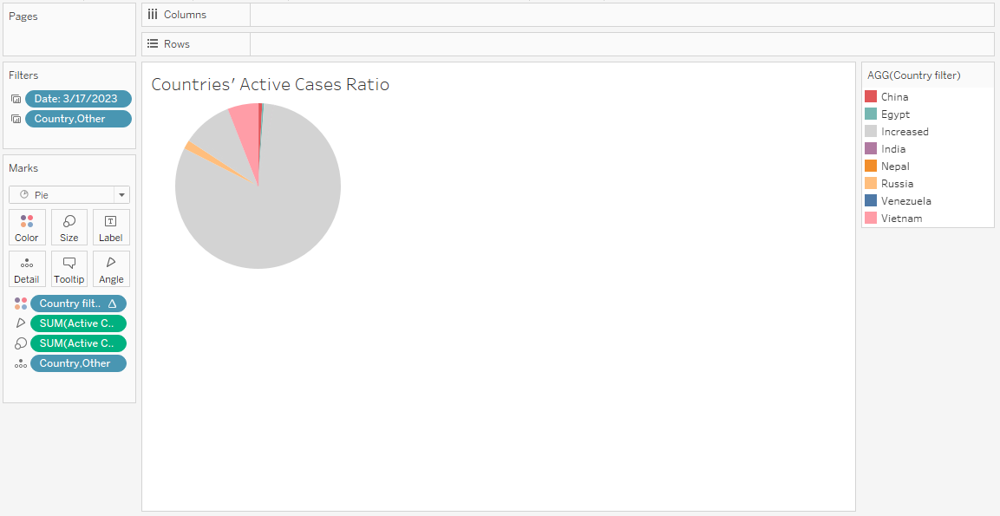 Pages
Columns
Rows
Filters
Date: 3/17/2023
Country,Other
Marks
Pie
Color
Size
Label
Detail
Tooltip
Angle
Country filt..
SUM(Active C..
SUM(Active C..
Country,Other
Countries' Active Cases Ratio
AGG(Country filter)
China
Egypt
Increased
India
Nepal
Russia
Venezuela
Vietnam